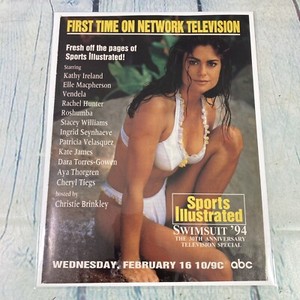 FIRST TIME ON NETWORK TELEVISION
Fresh off the pages of
Sports Illustrated!
Starring
Kathy Ireland
Elle Macpherson
Vendela
Rachel Hunter
Roshumba
Stacey Williams
Ingrid Seynhaeve
Patricia Velasquez
Kate James
Dara Torres-Gowen
Aya Thorgren
Cheryl Tiegs
hosted by
Christie Brinkley
Sports
Illustrated
SWIMSUIT '94
THE 30TH ANNIVERSARY
TELEVISION SPECIAL
WEDNESDAY, FEBRUARY 16 10/9C abc